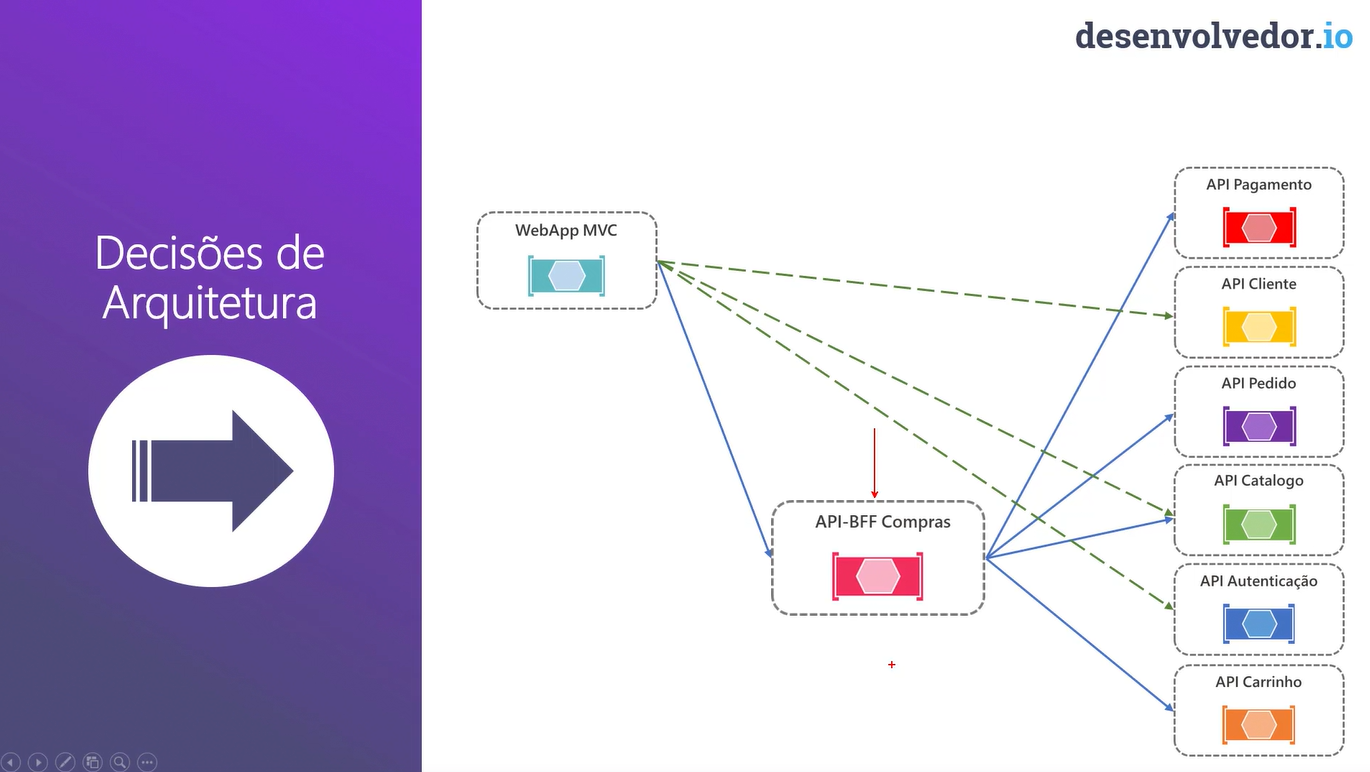 desenvolvedor.io
Decisões de
Arquitetura
WebApp MVC
API-BFF Compras
API Pagamento
API Cliente
API Pedido
API Catalogo
API Autenticação
API Carrinho